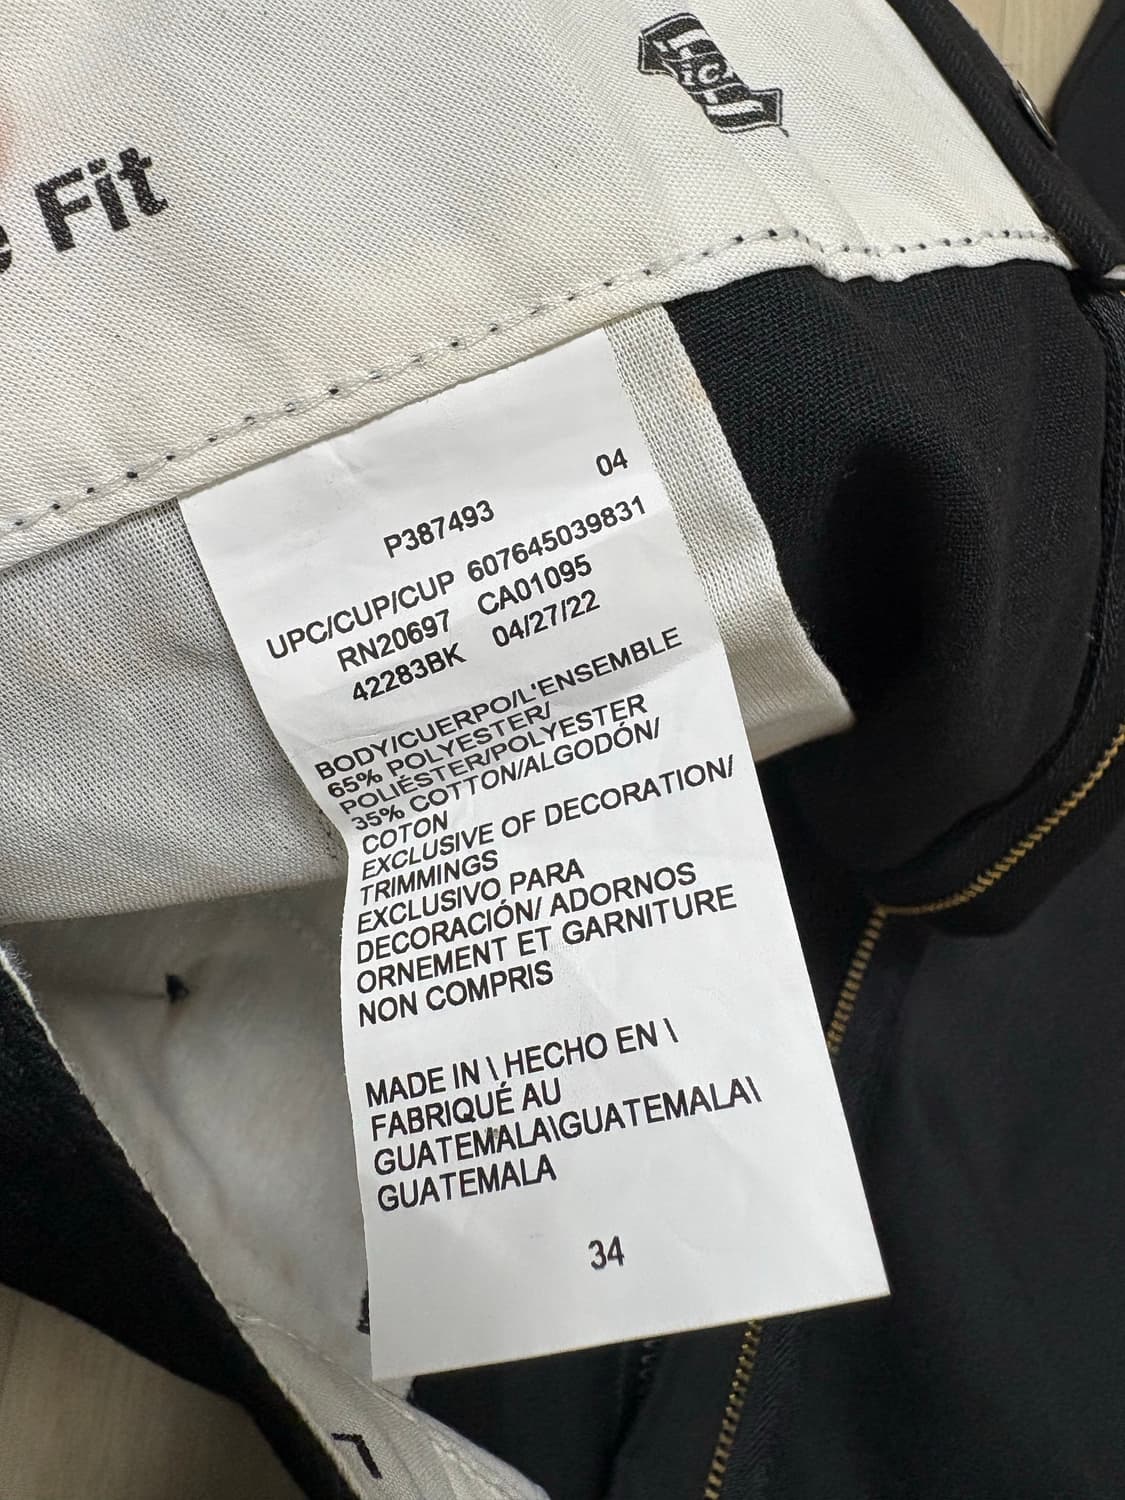 Fit
04
P387493
UPC/CUP/CUP 607645039831
RN20697 CA01095
42283BK 04/27/22
BODY/CUERPO/L'ENSEMBLE
65% POLYESTER/
POLIÉSTER/POLYESTER
35% COTTON/ALGODÓN/
COTON
EXCLUSIVE OF DECORATION/
TRIMMINGS
EXCLUSIVO PARA
DECORACIÓN/ ADORNOS
ORNEMENT ET GARNITURE
NON COMPRIS
MADE IN \ HECHO EN \
FABRIQUÉ AU
GUATEMALA\GUATEMALA\
GUATEMALA
34